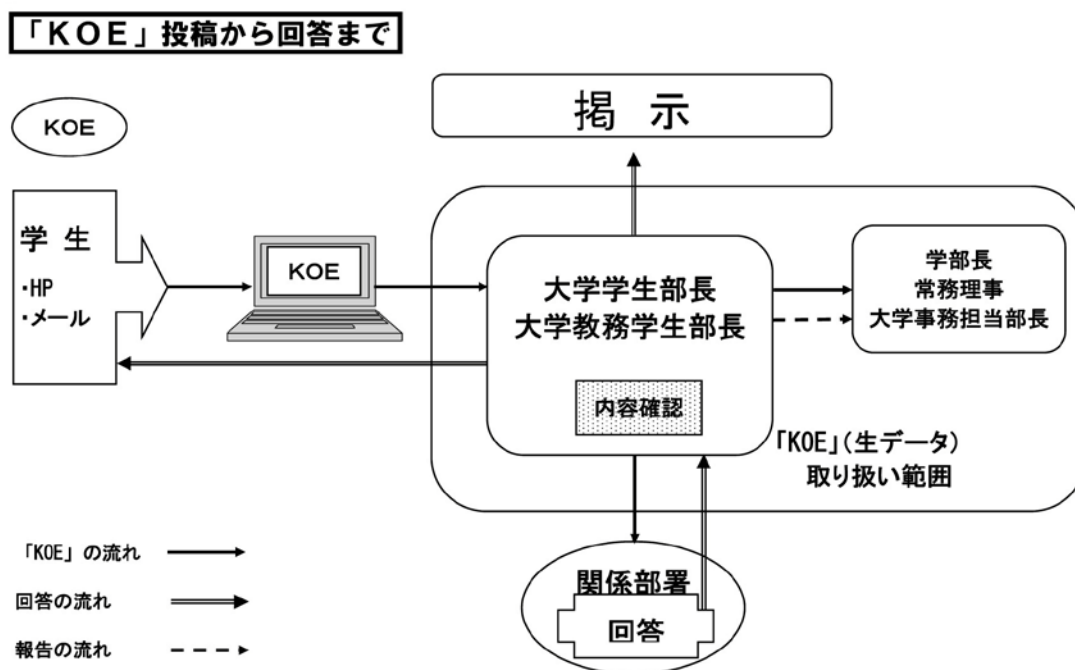 「KOE」投稿から回答まで
KOE
掲 示
学 生
・HP
・メール
KOE
大学学生部長
大学教務学生部長
内容確認
学部長
常務理事
大学事務担当部長
「KOE」(生データ)
取り扱い範囲
関係部署
回答
「KOE」の流れ
回答の流れ
報告の流れ